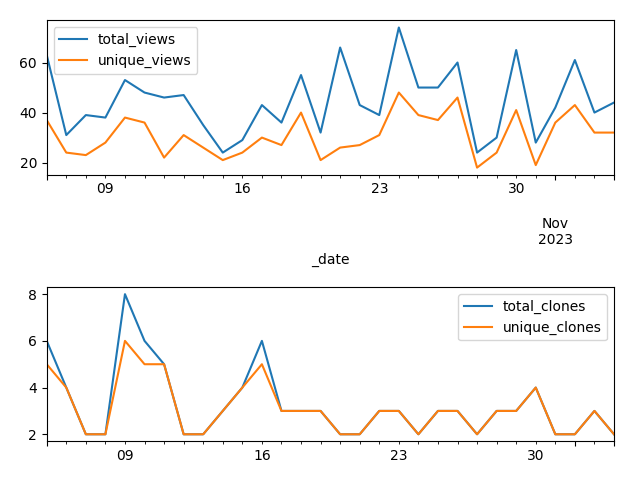 total_views
unique_views
60
40
20
09 16 23 30
Nov
2023
_date
8
6
4
2
total_clones
unique_clones
09 16 23 30